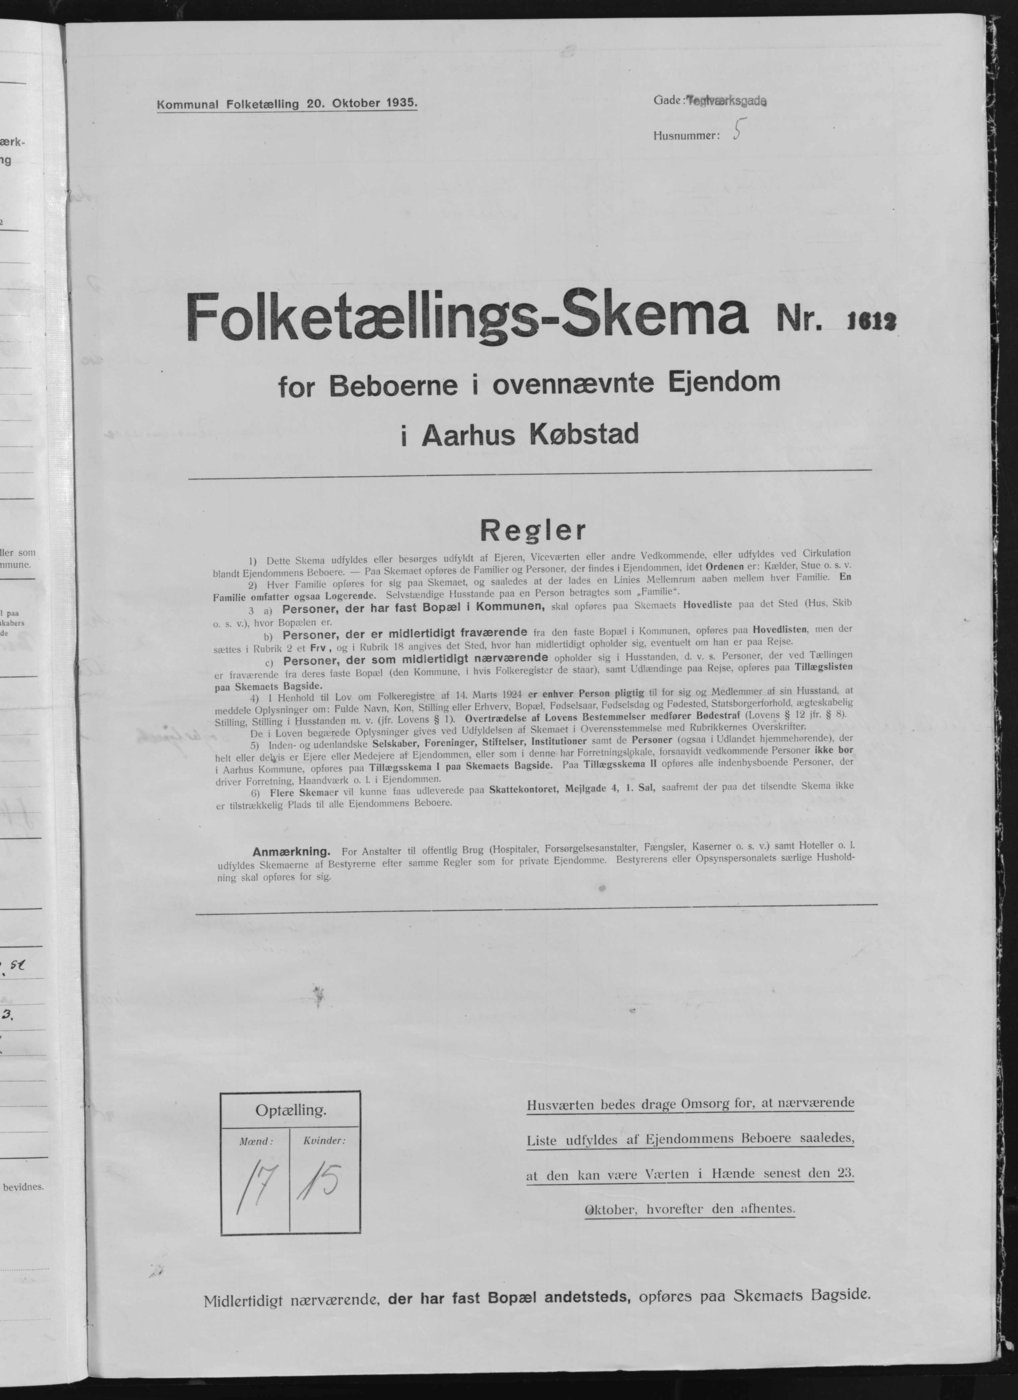 Kommunal Folketælling 20. Oktober 1935.
Gade: Teglværksgade
Husnummer: 5
Folketællings-Skema Nr. 1612
for Beboerne i ovennævnte Ejendom
i Aarhus Købstad
Regler
1) Dette Skema udfyldes eller besørges udfyldt af Ejeren, Viceværten eller andre Vedkommende, eller udfyldes ved Cirkulation
blandt Ejendommens Beboere. — Paa Skemaet opføres de Familier og Personer, der findes i Ejendommen, idet Ordenen er: Kælder, Stue o. s. v.
2) Hver Familie opføres for sig paa Skemaet, og saaledes at der lades en Linies Mellemrum aaben mellem hver Familie. En
Familie omfatter ogsaa Logerende. Selvstændige Husstande paa en Person betragtes som „Familie“.
3 a) Personer, der har fast Bopæl i Kommunen, skal opføres paa Skemaets Hovedliste paa det Sted (Hus, Skib
o. s. v.), hvor Bopælen er.
b) Personer, der er midlertidigt fraværende fra den faste Bopæl i Kommunen, opføres paa Hovedlisten, men der
sættes i Rubrik 2 et Frv , og i Rubrik 18 angives det Sted, hvor han midlertidigt opholder sig, eventuelt om han er paa Rejse.
c) Personer, der som midlertidigt nærværende opholder sig i Husstanden, d. v. s. Personer, der ved Tællingen
er fraværende fra deres faste Bopæl (den Kommune, i hvis Folkeregister de staar), samt Udlændinge paa Rejse, opføres paa Tillægslisten
paa Skemaets Bagside.
4) I Henhold til Lov om Folkeregistre af 14. Marts 1924 er enhver Person pligtig til for sig og Medlemmer af sin Husstand, at
meddele Oplysninger om: Fulde Navn, Køn, Stilling eller Erhverv, Bopæl, Fødselsaar, Fødselsdag og Fødested, Statsborgerforhold, ægteskabelig
Stilling, Stilling i Husstanden m. v. (jfr. Lovens § 1). Overtrædelse af Lovens Bestemmelser medfører Bødestraf (Lovens § 12 jfr. § 8).
De i Loven begærede Oplysninger gives ved Udfyldelsen af Skemaet i Overensstemmelse med Rubrikkernes Overskrifter.
5) Inden- og udenlandske Selskaber, Foreninger, Stiftelser, Institutioner samt de Personer (ogsaa i Udlandet hjemmehørende), der
helt eller delvis er Ejere eller Medejere af Ejendommen, eller som i denne har Forretningslokale, forsaavidt vedkommende Personer ikke bor
i Aarhus Kommune, opføres paa Tillægsskema I paa Skemaets Bagside. Paa Tillægsskema II opføres alle indenbysboende Personer, der
driver Forretning, Haandværk o. l. i Ejendommen.
6) Flere Skemaer vil kunne faas udleverede paa Skattekontoret, Mejlgade 4, 1. Sal, saafremt der paa det tilsendte Skema ikke
er tilstrækkelig Plads til alle Ejendommens Beboere.
Anmærkning. For Anstalter til offentlig Brug (Hospitaler, Forsørgelsesanstalter, Fængsler, Kaserner o. s. v.) samt Hoteller o. l.
udfyldes Skemaerne af Bestyrerne efter samme Regler som for private Ejendomme. Bestyrerens eller Opsynspersonalets særlige Hushold-
ning skal opføres for sig.
Optælling.
Mænd: Kvinder:
17 15
Husværten bedes drage Omsorg for, at nærværende
Liste udfyldes af Ejendommens Beboere saaledes,
at den kan være Værten i Hænde senest den 23.
Oktober, hvorefter den afhentes.
Midlertidigt nærværende, der har fast Bopæl andetsteds, opføres paa Skemaets Bagside.